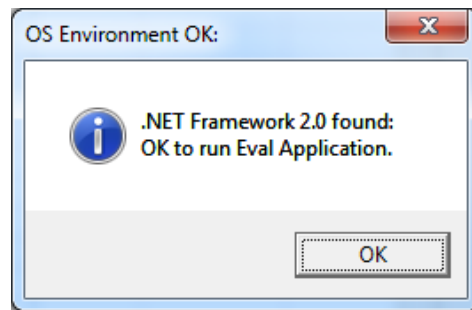 OS Environment OK:
.NET Framework 2.0 found:
OK to run Eval Application.
OK